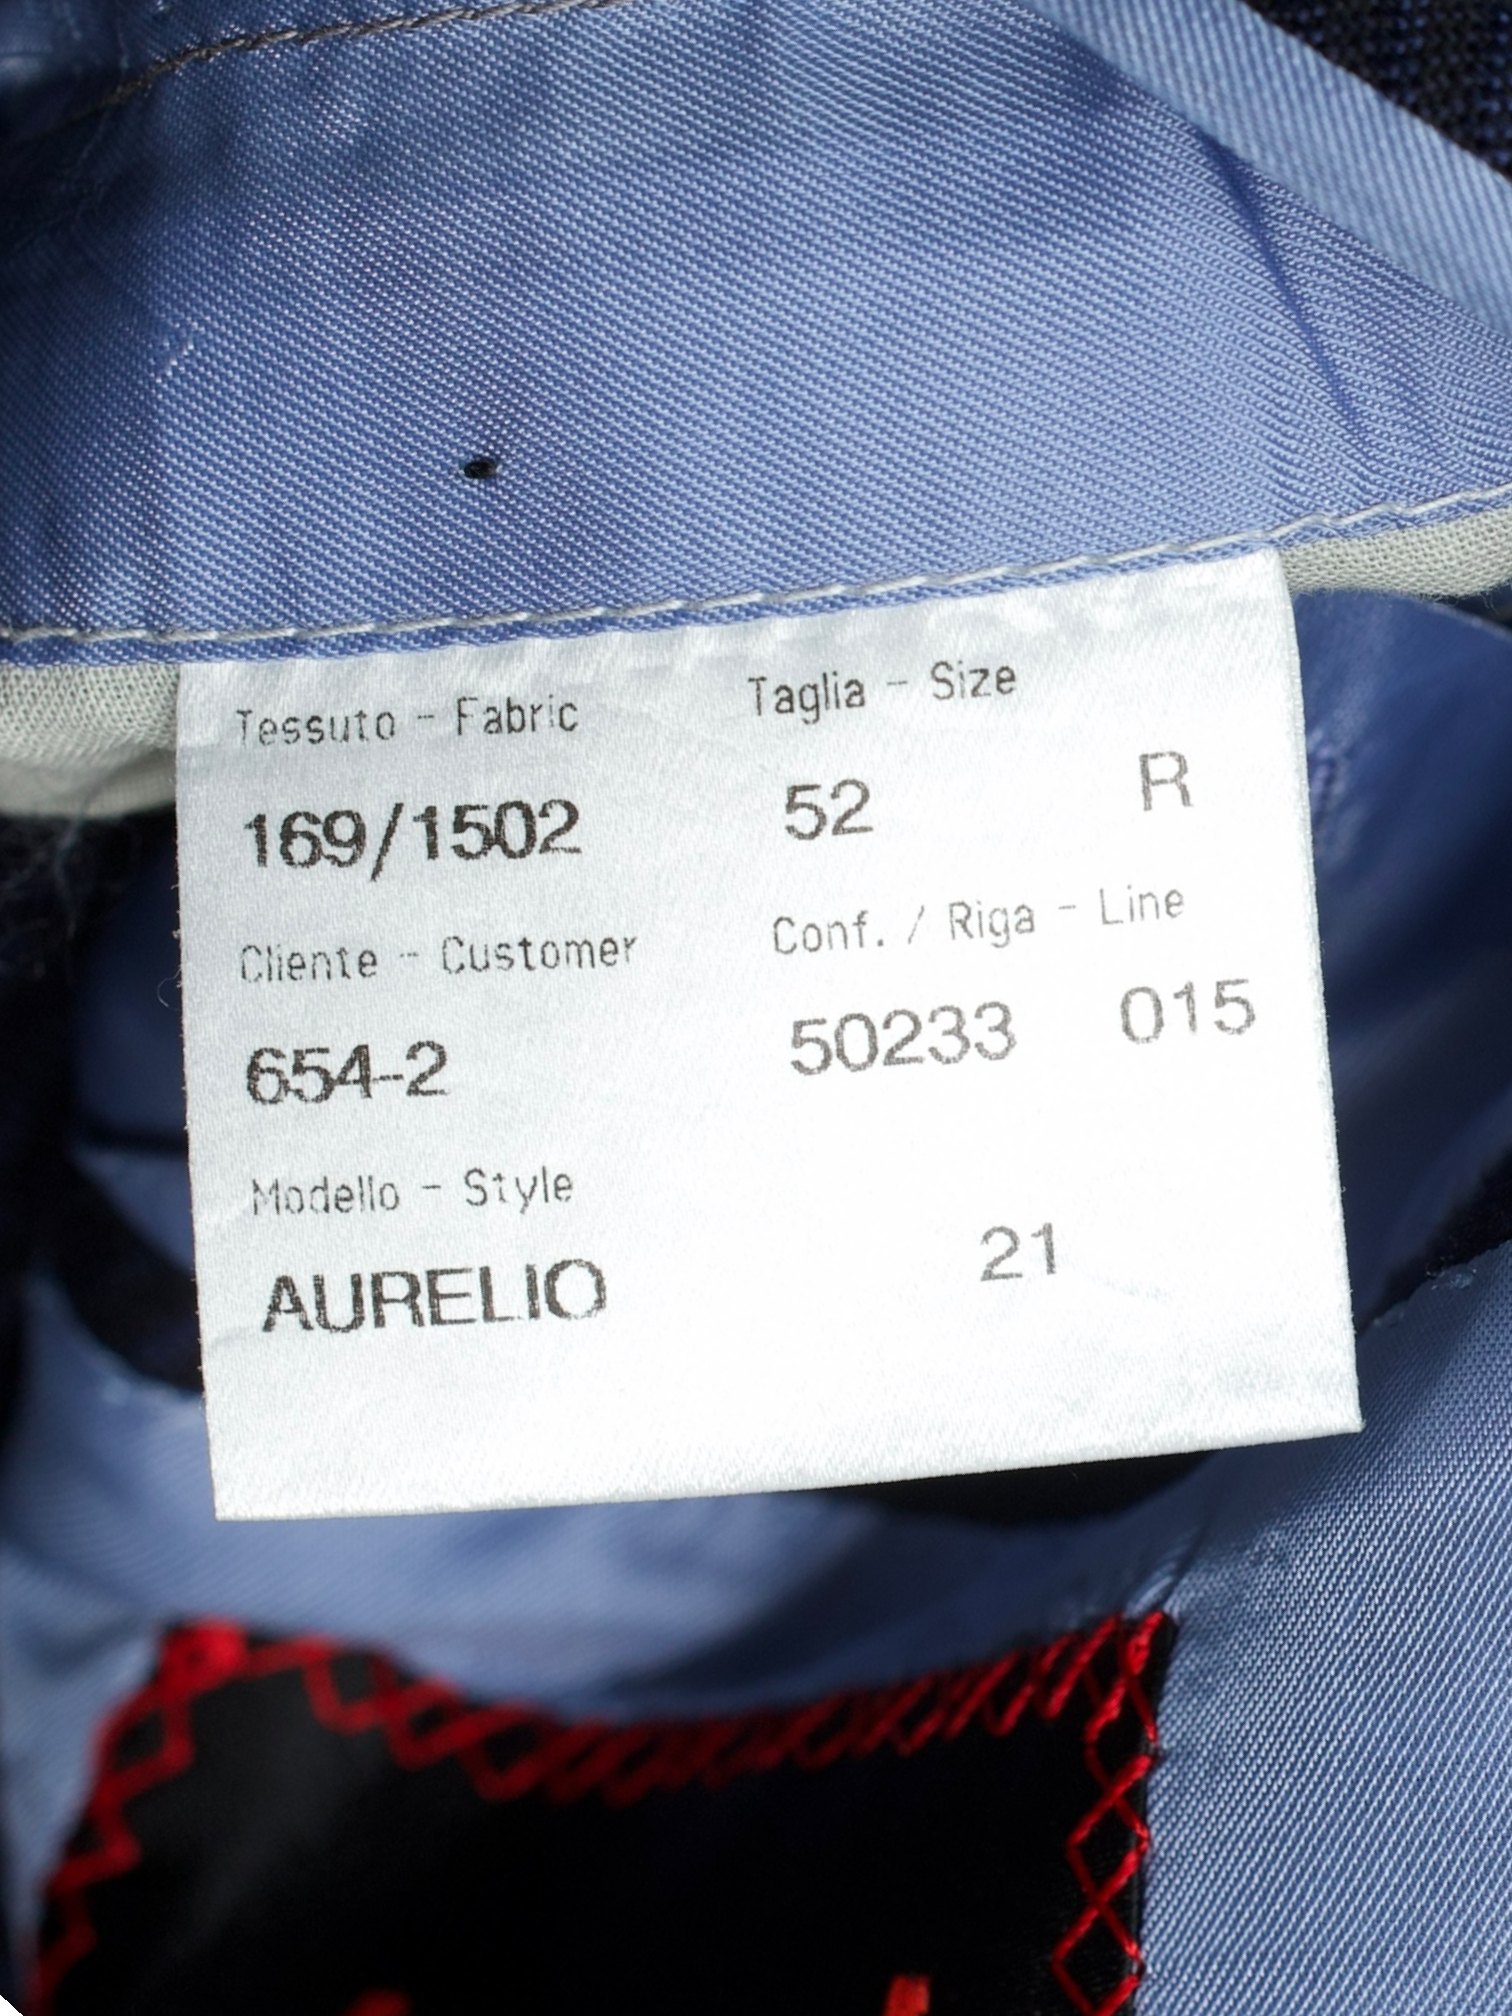 Tessuto - Fabric Taglia - Size
169/1502 52 R
Cliente - Customer Conf. / Riga - Line
654-2 50233 015
Modello - Style
AURELIO 21